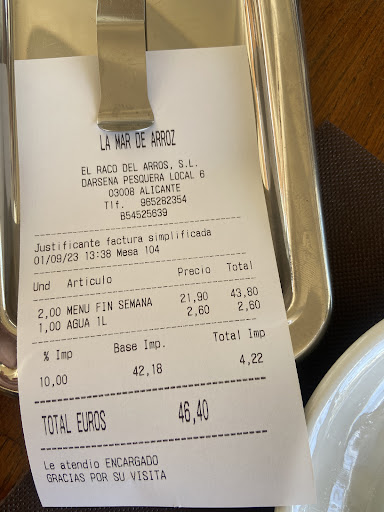 LA MAR DE ARROZ
EL RACO DEL ARROS, S.L.
DARSENA PESQUERA LOCAL 6
03008 ALICANTE
Tlf. 965282354
B54525639
Justificante factura simplificada
01/09/23 13:38 Mesa 104
Und Articulo Precio Total
2,00 MENU FIN SEMANA 21,90 43,80
1,00 AGUA 1L 2,60 2,60
% Imp Base Imp. Total Imp
10,00 42,18 4,22
TOTAL EUROS 46,40
Le atendio ENCARGADO
GRACIAS POR SU VISITA